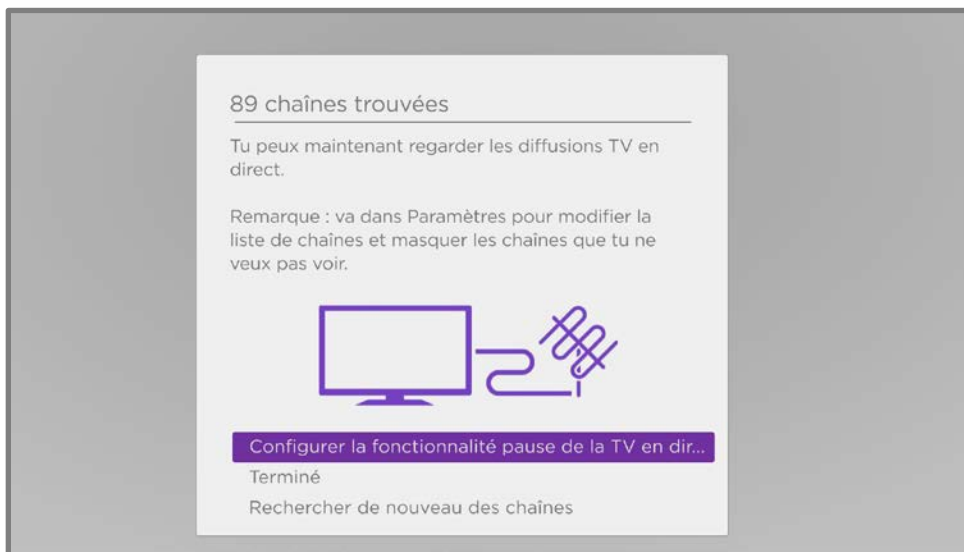 89 chaînes trouvées
Tu peux maintenant regarder les diffusions TV en
direct.
Remarque : va dans Paramètres pour modifier la
liste de chaînes et masquer les chaînes que tu ne
veux pas voir.
Configurer la fonctionnalité pause de la TV en dir...
Terminé
Rechercher de nouveau des chaînes